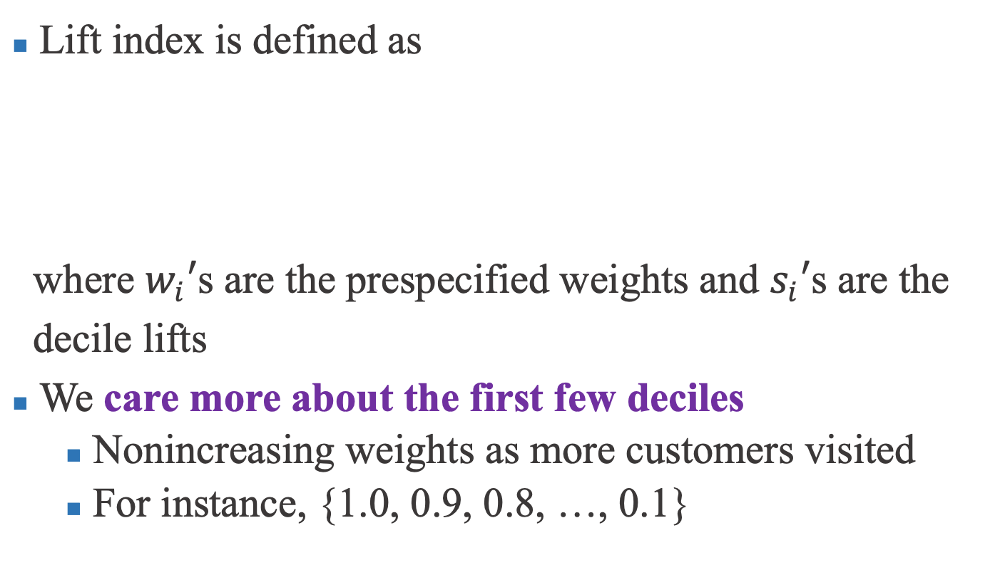 ▪ Lift index is defined as
where wᵢ′s are the prespecified weights and sᵢ′s are the
decile lifts
▪ We care more about the first few deciles
▪ Nonincreasing weights as more customers visited
▪ For instance, {1.0, 0.9, 0.8, …, 0.1}